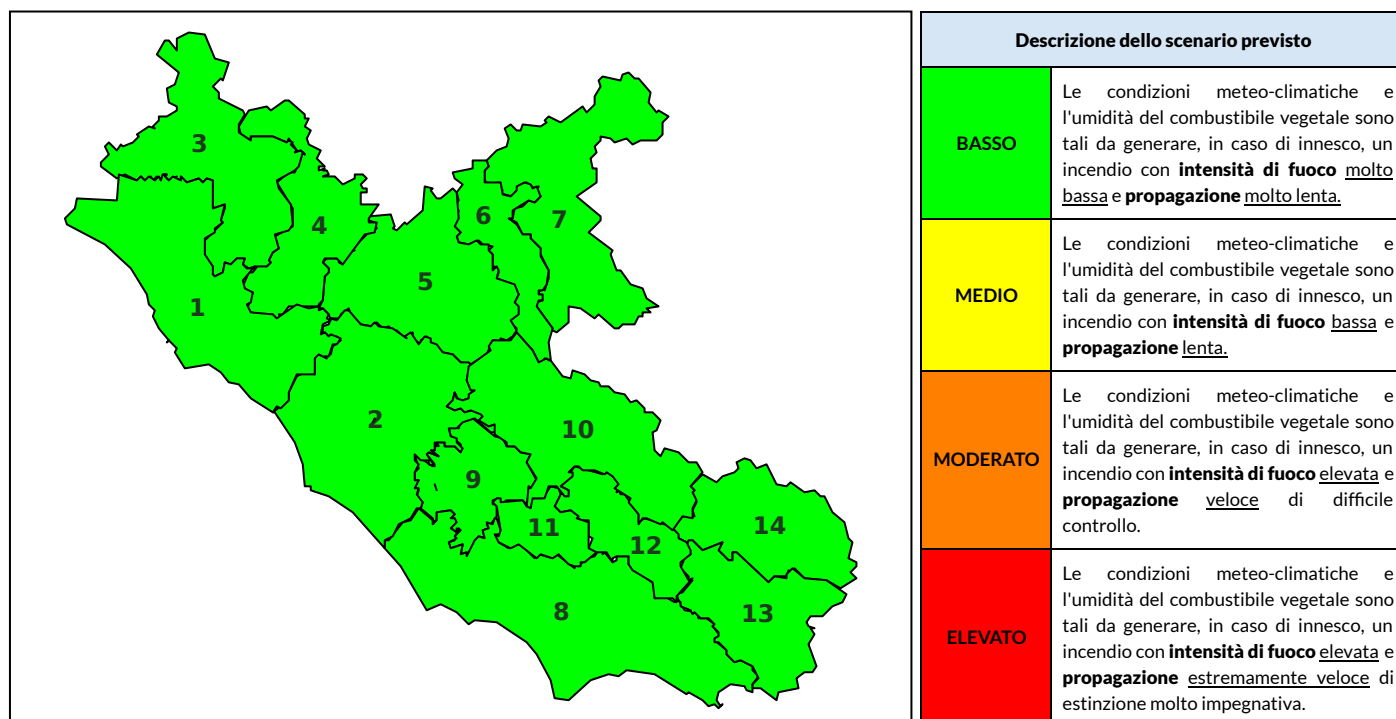 3
4
6
7
5
1
2
10
9
14
11
12
8
13
Descrizione dello scenario previsto
BASSO
Le condizioni meteo-climatiche e
l'umidità del combustibile vegetale sono
tali da generare, in caso di innesco, un
incendio con intensità di fuoco molto
bassa e propagazione molto lenta.
MEDIO
Le condizioni meteo-climatiche e
l'umidità del combustibile vegetale sono
tali da generare, in caso di innesco, un
incendio con intensità di fuoco bassa e
propagazione lenta.
MODERATO
Le condizioni meteo-climatiche e
l'umidità del combustibile vegetale sono
tali da generare, in caso di innesco, un
incendio con intensità di fuoco elevata e
propagazione veloce di difficile
controllo.
ELEVATO
Le condizioni meteo-climatiche e
l'umidità del combustibile vegetale sono
tali da generare, in caso di innesco, un
incendio con intensità di fuoco elevata e
propagazione estremamente veloce di
estinzione molto impegnativa.